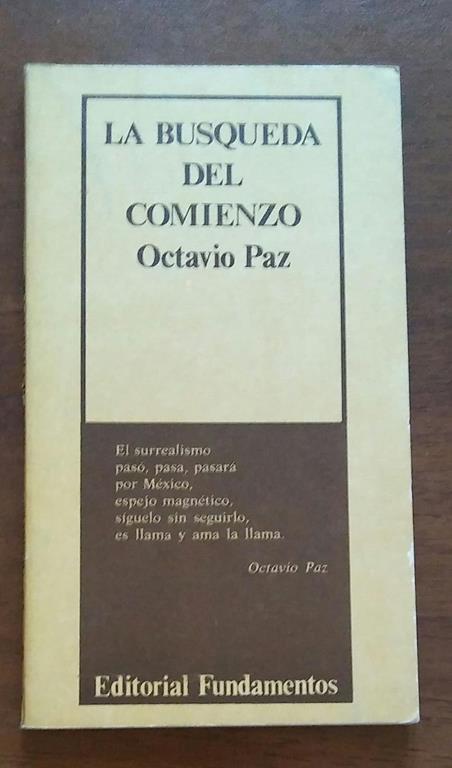 LA BUSQUEDA
DEL
COMIENZO
Octavio Paz
El surrealismo
pasó, pasa, pasará
por México,
espejo magnético,
síguelo sin seguirlo,
es llama y ama la llama.
Octavio Paz
Editorial Fundamentos